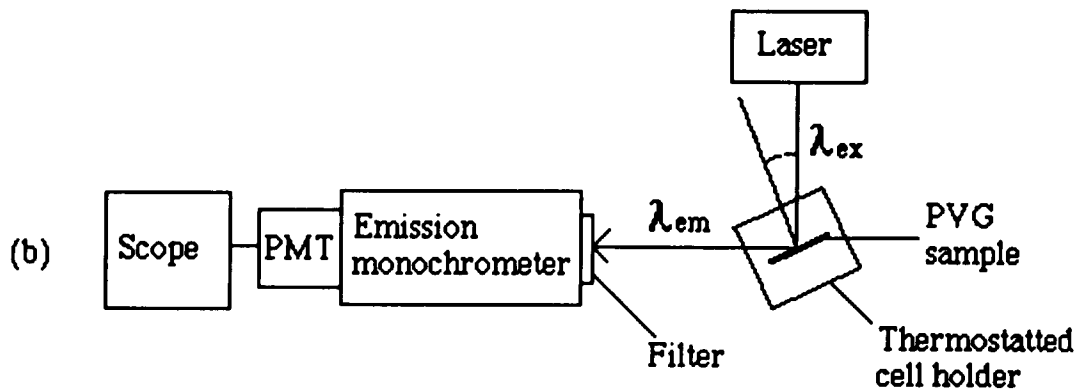 Laser
λex
(b)
Scope
PMT
Emission
monochrometer
λem
PVG
sample
Filter
Thermostatted
cell holder